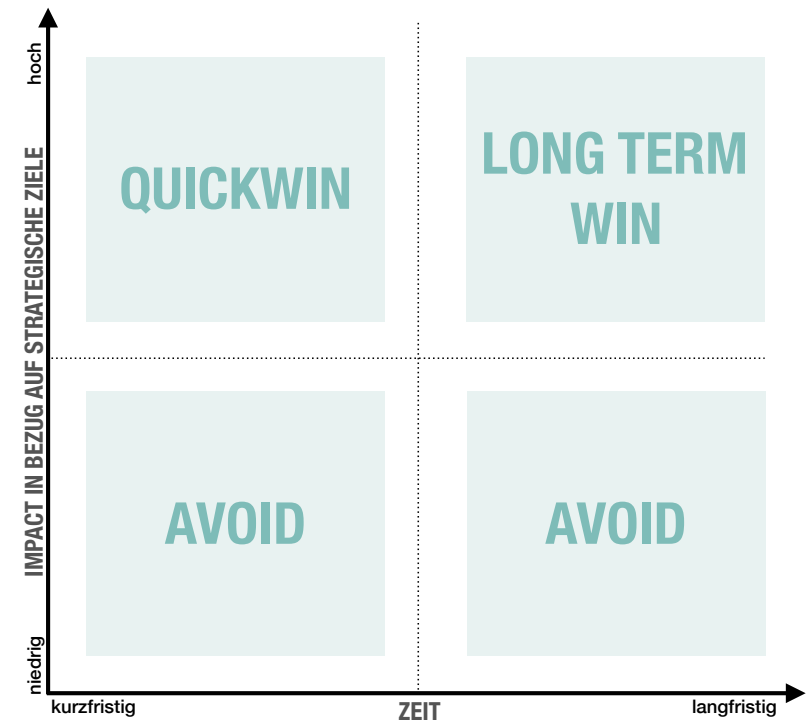 hoch
IMPACT IN BEZUG AUF STRATEGISCHE ZIELE
niedrig
QUICKWIN
LONG TERM
WIN
AVOID
AVOID
kurzfristig
ZEIT
langfristig